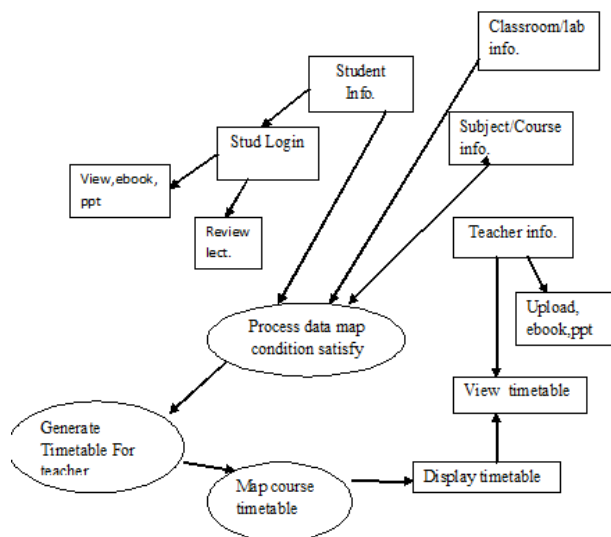 Classroom/lab
info.
Student
Info.
Subject/Course
info.
Stud Login
View,ebook,
ppt
Review
lect.
Teacher info.
Upload,
ebook,ppt
Process data map
condition satisfy
View timetable
Generate
Timetable For
teacher
Map course
timetable
Display timetable